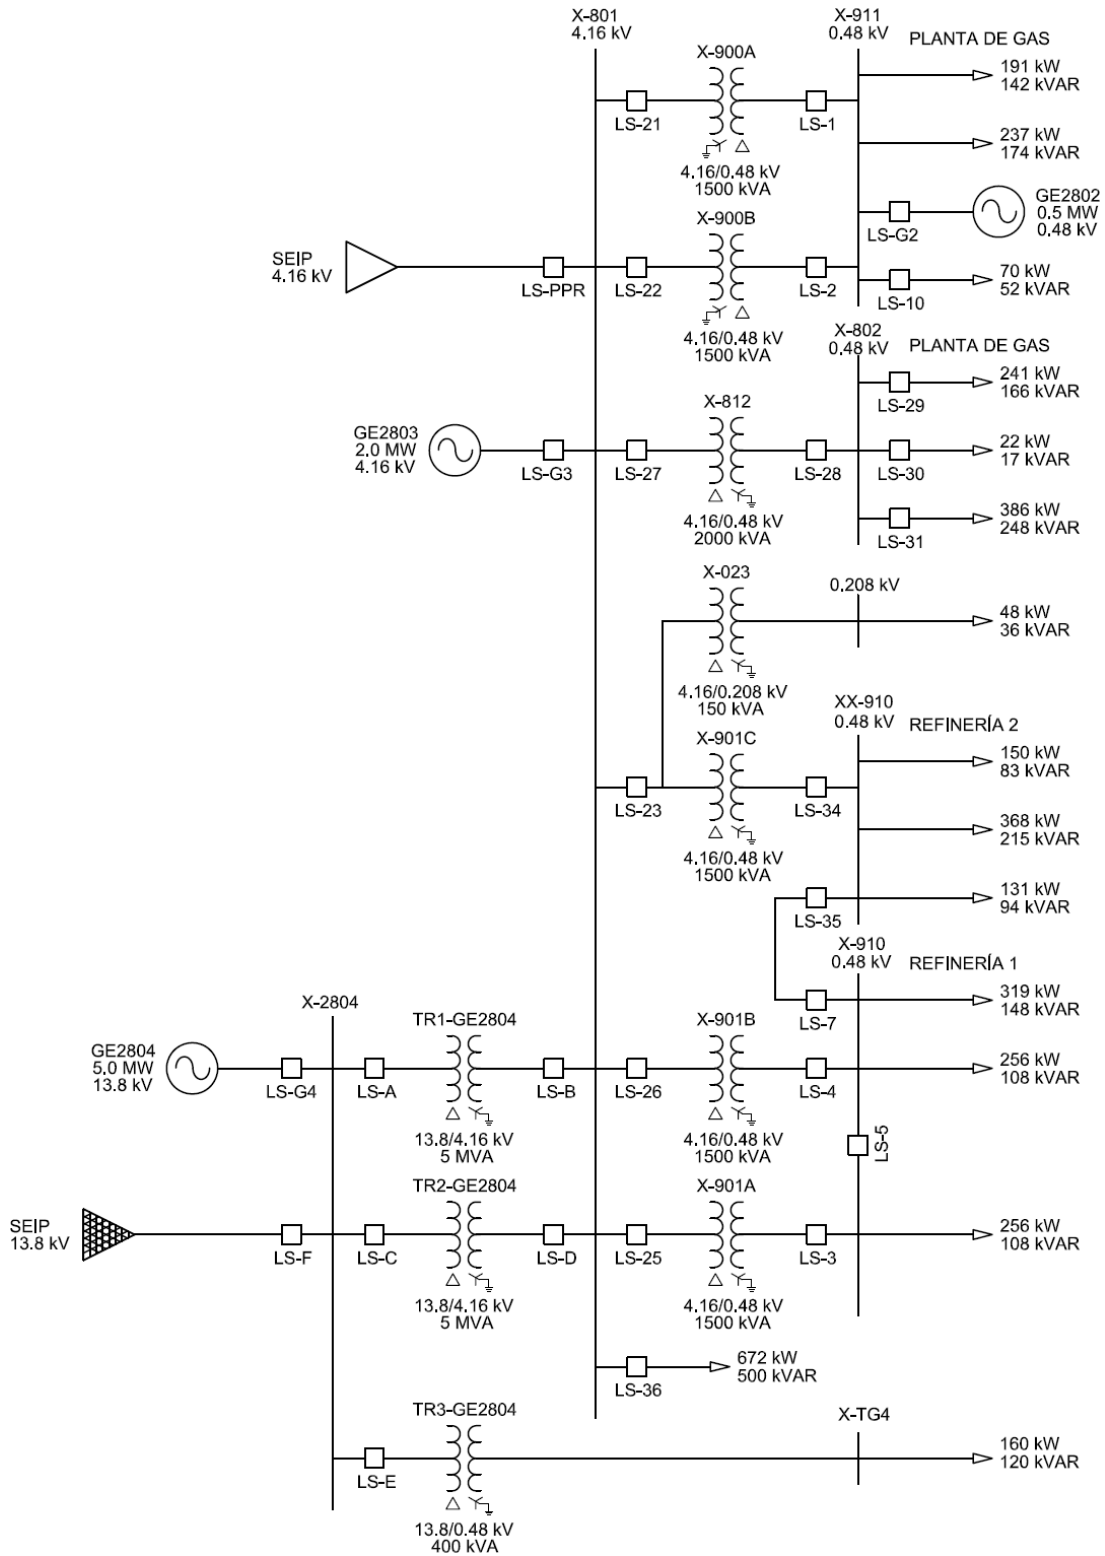 X-801
4.16 kV
X-911
0.48 kV
PLANTA DE GAS
X-900A
191 kW
142 kVAR
LS-21
LS-1
237 kW
174 kVAR
4.16/0.48 kV
1500 kVA
GE2802
0.5 MW
0.48 kV
X-900B
LS-G2
SEIP
4.16 kV
LS-PPR
LS-22
LS-2
70 kW
52 kVAR
LS-10
4.16/0.48 kV
1500 kVA
X-802
0.48 kV
PLANTA DE GAS
241 kW
166 kVAR
LS-29
X-812
GE2803
2.0 MW
4.16 kV
LS-G3
LS-27
LS-28
22 kW
17 kVAR
LS-30
4.16/0.48 kV
2000 kVA
386 kW
248 kVAR
LS-31
X-023
0.208 kV
48 kW
36 kVAR
4.16/0.208 kV
150 kVA
XX-910
0.48 kV
REFINERÍA 2
X-901C
150 kW
83 kVAR
LS-23
LS-34
368 kW
215 kVAR
4.16/0.48 kV
1500 kVA
131 kW
94 kVAR
LS-35
X-910
0.48 kV
REFINERÍA 1
X-2804
TR1-GE2804
X-901B
LS-7
319 kW
148 kVAR
GE2804
5.0 MW
13.8 kV
LS-G4
LS-A
LS-B
LS-26
LS-4
256 kW
108 kVAR
13.8/4.16 kV
5 MVA
4.16/0.48 kV
1500 kVA
LS-5
TR2-GE2804
X-901A
SEIP
13.8 kV
LS-F
LS-C
LS-D
LS-25
LS-3
256 kW
108 kVAR
13.8/4.16 kV
5 MVA
4.16/0.48 kV
1500 kVA
LS-36
672 kW
500 kVAR
TR3-GE2804
X-TG4
LS-E
160 kW
120 kVAR
13.8/0.48 kV
400 kVA